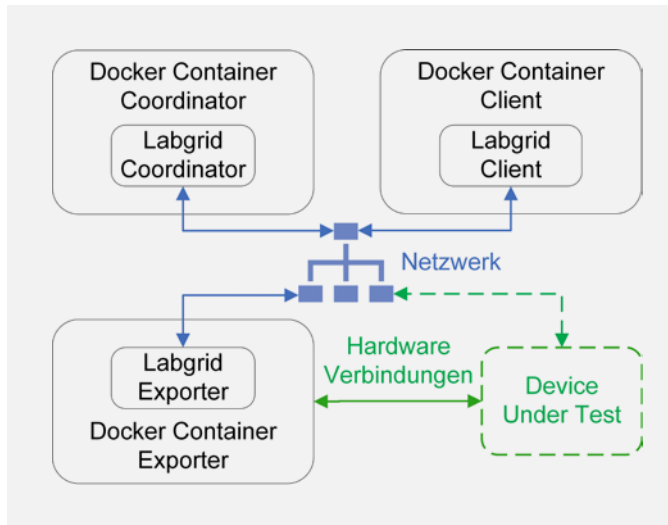 Docker Container
Coordinator
Labgrid
Coordinator
Docker Container
Client
Labgrid
Client
Netzwerk
Labgrid
Exporter
Docker Container
Exporter
Hardware
Verbindungen
Device
Under Test